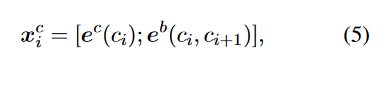 $x_i^c = [e^c(c_i); e^b(c_i, c_{i+1})],$ (5)